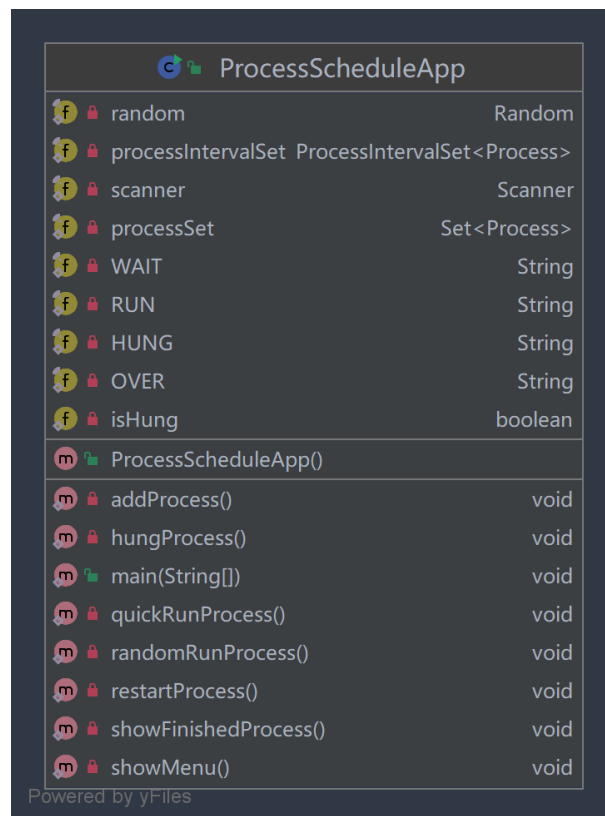 ProcessScheduleApp
random Random
processIntervalSet ProcessIntervalSet<Process>
scanner Scanner
processSet Set<Process>
WAIT String
RUN String
HUNG String
OVER String
isHung boolean
ProcessScheduleApp()
addProcess() void
hungProcess() void
main(String[]) void
quickRunProcess() void
randomRunProcess() void
restartProcess() void
showFinishedProcess() void
showMenu() void
Powered by yFiles